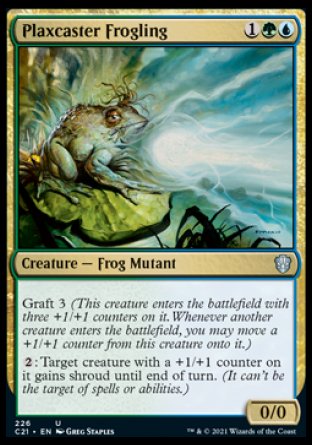 Plaxcaster Frogling 1
Creature — Frog Mutant
Graft 3 (This creature enters the battlefield with
three +1/+1 counters on it. Whenever another
creature enters the battlefield, you may move a
+1/+1 counter from this creature onto it.)
2: Target creature with a +1/+1 counter on
it gains shroud until end of turn. (It can't be
the target of spells or abilities.)
0/0
226 U
C21 • EN Greg Staples ™ & © 2021 Wizards of the Coast